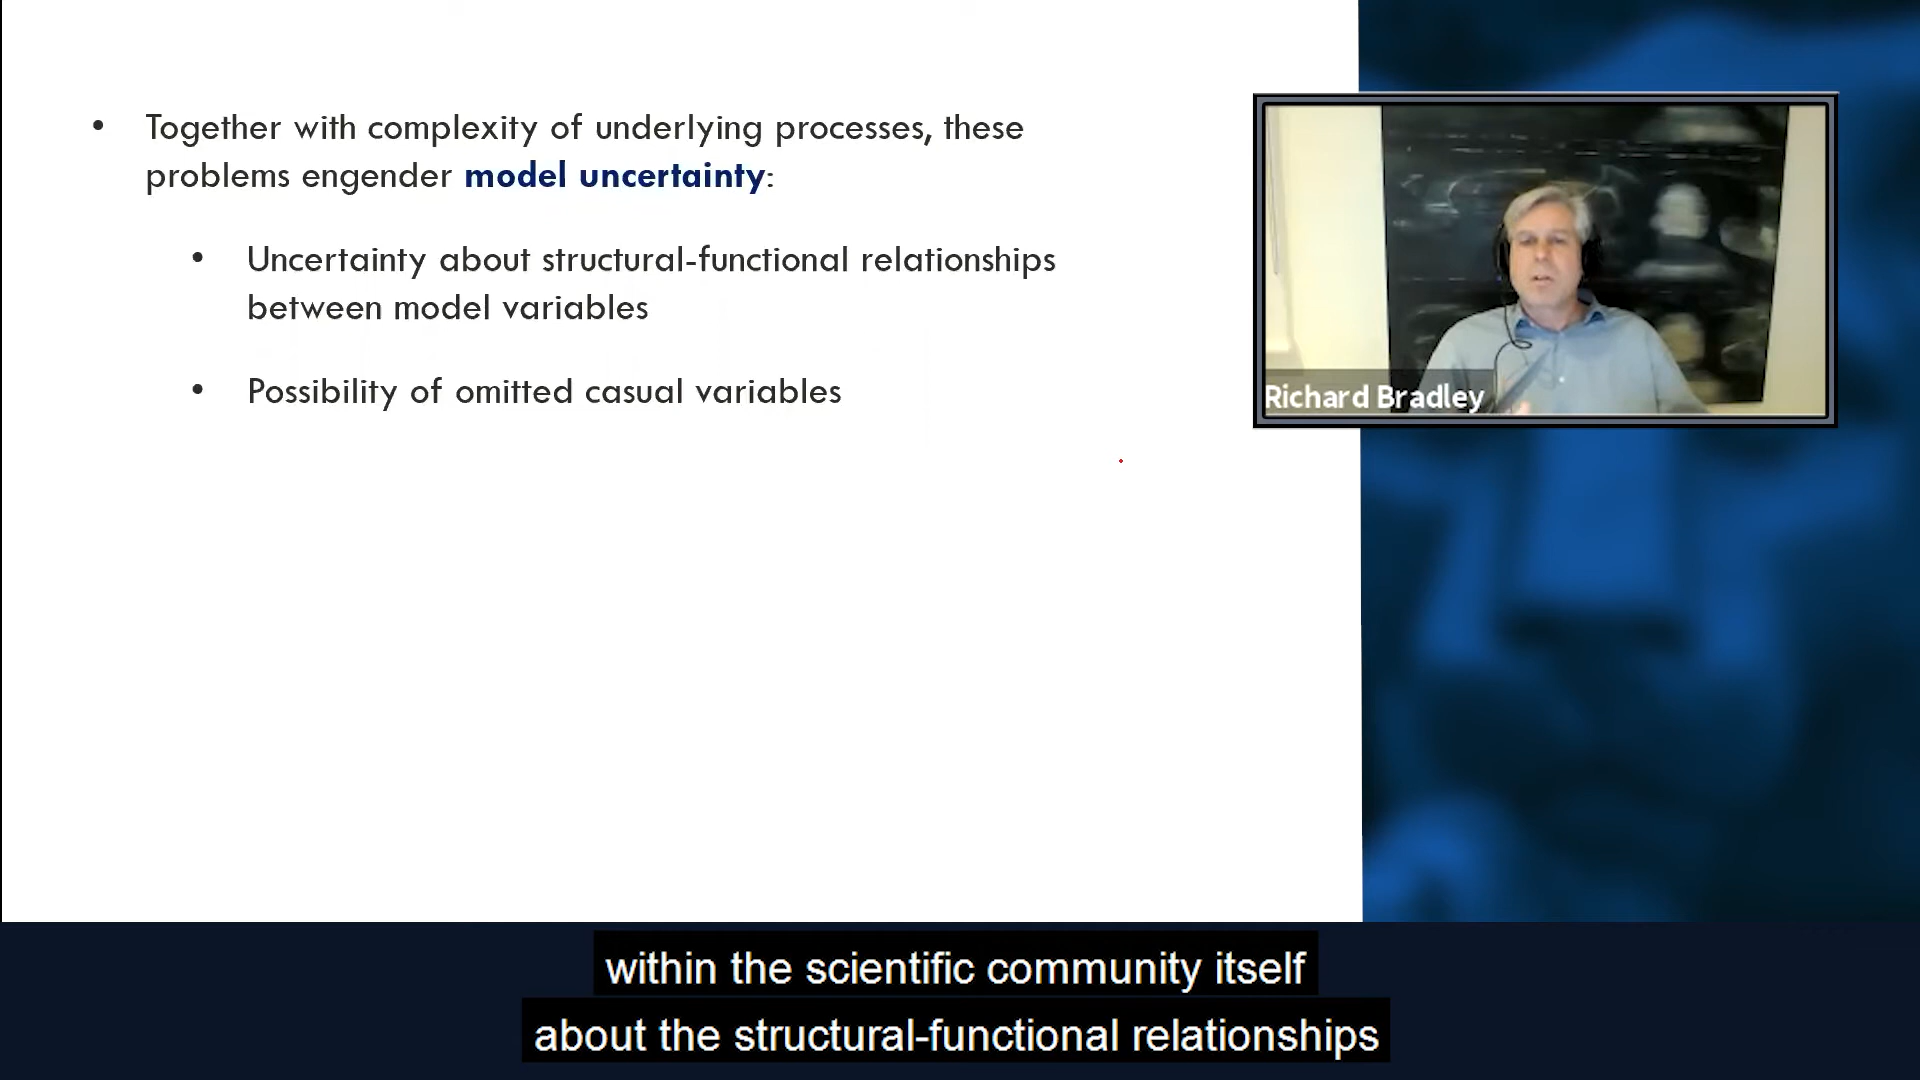 • Together with complexity of underlying processes, these
problems engender model uncertainty:
• Uncertainty about structural-functional relationships
between model variables
• Possibility of omitted casual variables
Richard Bradley
within the scientific community itself
about the structural-functional relationships